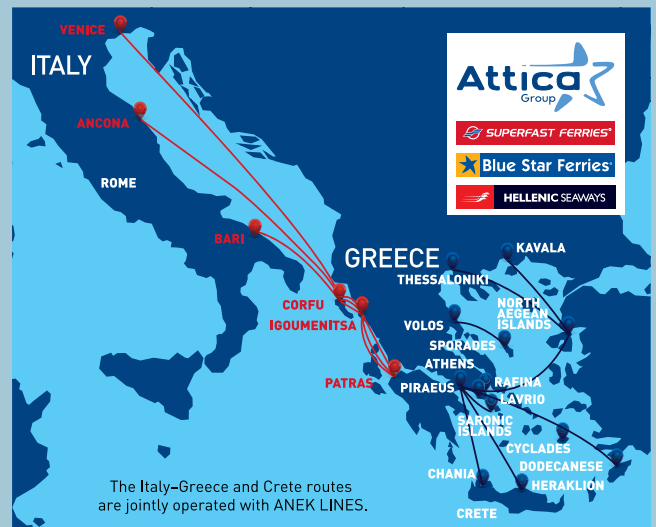 VENICE
ITALY
ANCONA
ROME
BARI
CORFU
IGOUMENITSA
PATRAS
Attica
Group
SUPERFAST FERRIES®
Blue Star Ferries®
HELLENIC SEAWAYS
GREECE
KAVALA
THESSALONIKI
NORTH
AEGEAN
ISLANDS
VOLOS
SPORADES
ATHENS
PIRAEUS
RAFINA
LAVRIO
SARONIC
ISLANDS
CYCLADES
DODECANESE
CHANIA
HERAKLION
CRETE
The Italy–Greece and Crete routes
are jointly operated with ANEK LINES.